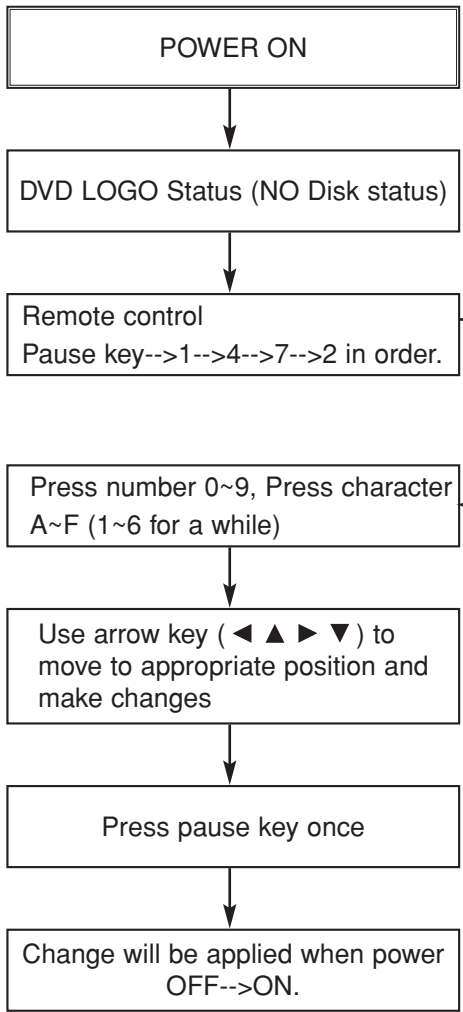 POWER ON
DVD LOGO Status (NO Disk status)
Remote control
Pause key-->1-->4-->7-->2 in order.
Press number 0~9, Press character
A~F (1~6 for a while)
Use arrow key ( ◀ ▲ ▶ ▼ ) to
move to appropriate position and
make changes
Press pause key once
Change will be applied when power
OFF-->ON.